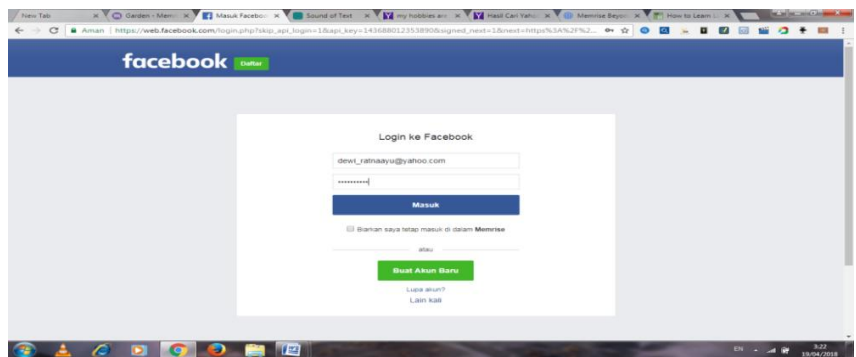 New Tab
Garden - Mem
Masuk Facebo
Sound of Text
my hobbies are
Hasil Cari Yaho
Memrise Beyo
How to Learn
Aman | https://web.facebook.com/login.php?skip_api_login=1&api_key=143688012353890&signed_next=1&next=https%3A%2F%2...
facebook Daftar
Login ke Facebook
dewi_ratnaayu@yahoo.com
Masuk
Biarkan saya tetap masuk di dalam Memrise
atau
Buat Akun Baru
Lupa akun?
Lain kali
EN
3:22
19/04/2018